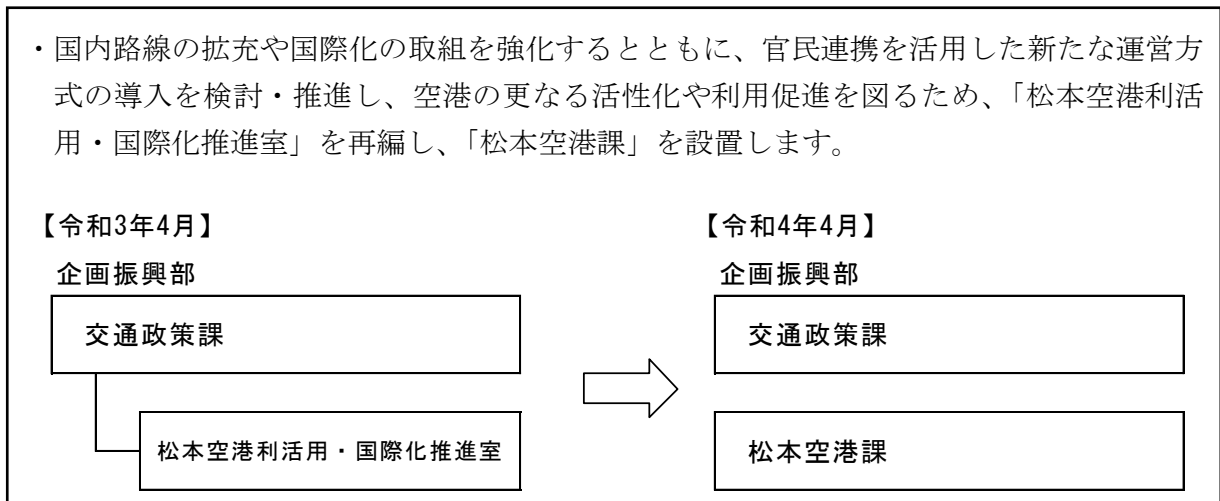 ・国内路線の拡充や国際化の取組を強化するとともに、官民連携を活用した新たな運営方
式の導入を検討・推進し、空港の更なる活性化や利用促進を図るため、「松本空港利活
用・国際化推進室」を再編し、「松本空港課」を設置します。
【令和3年4月】
企画振興部
交通政策課
松本空港利活用・国際化推進室
【令和4年4月】
企画振興部
交通政策課
松本空港課